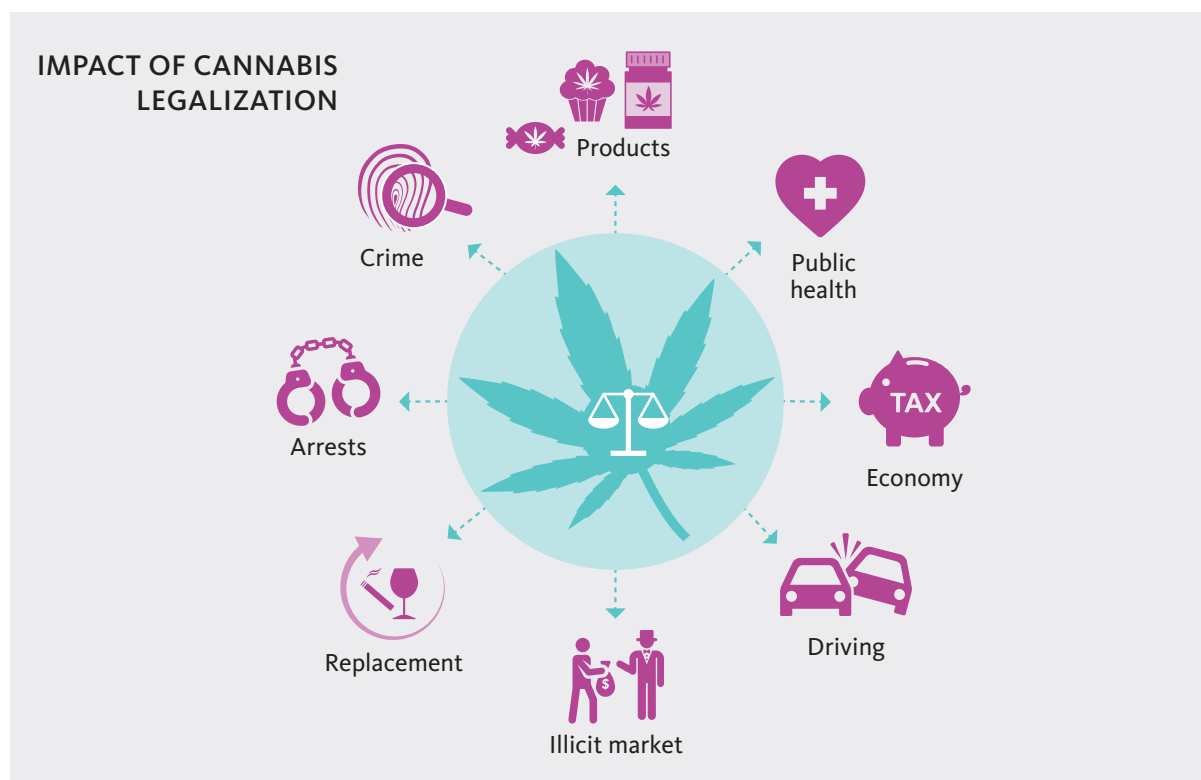 IMPACT OF CANNABIS
LEGALIZATION
Products
Crime
Public
health
Arrests
TAX
Economy
Replacement
Driving
$
Illicit market